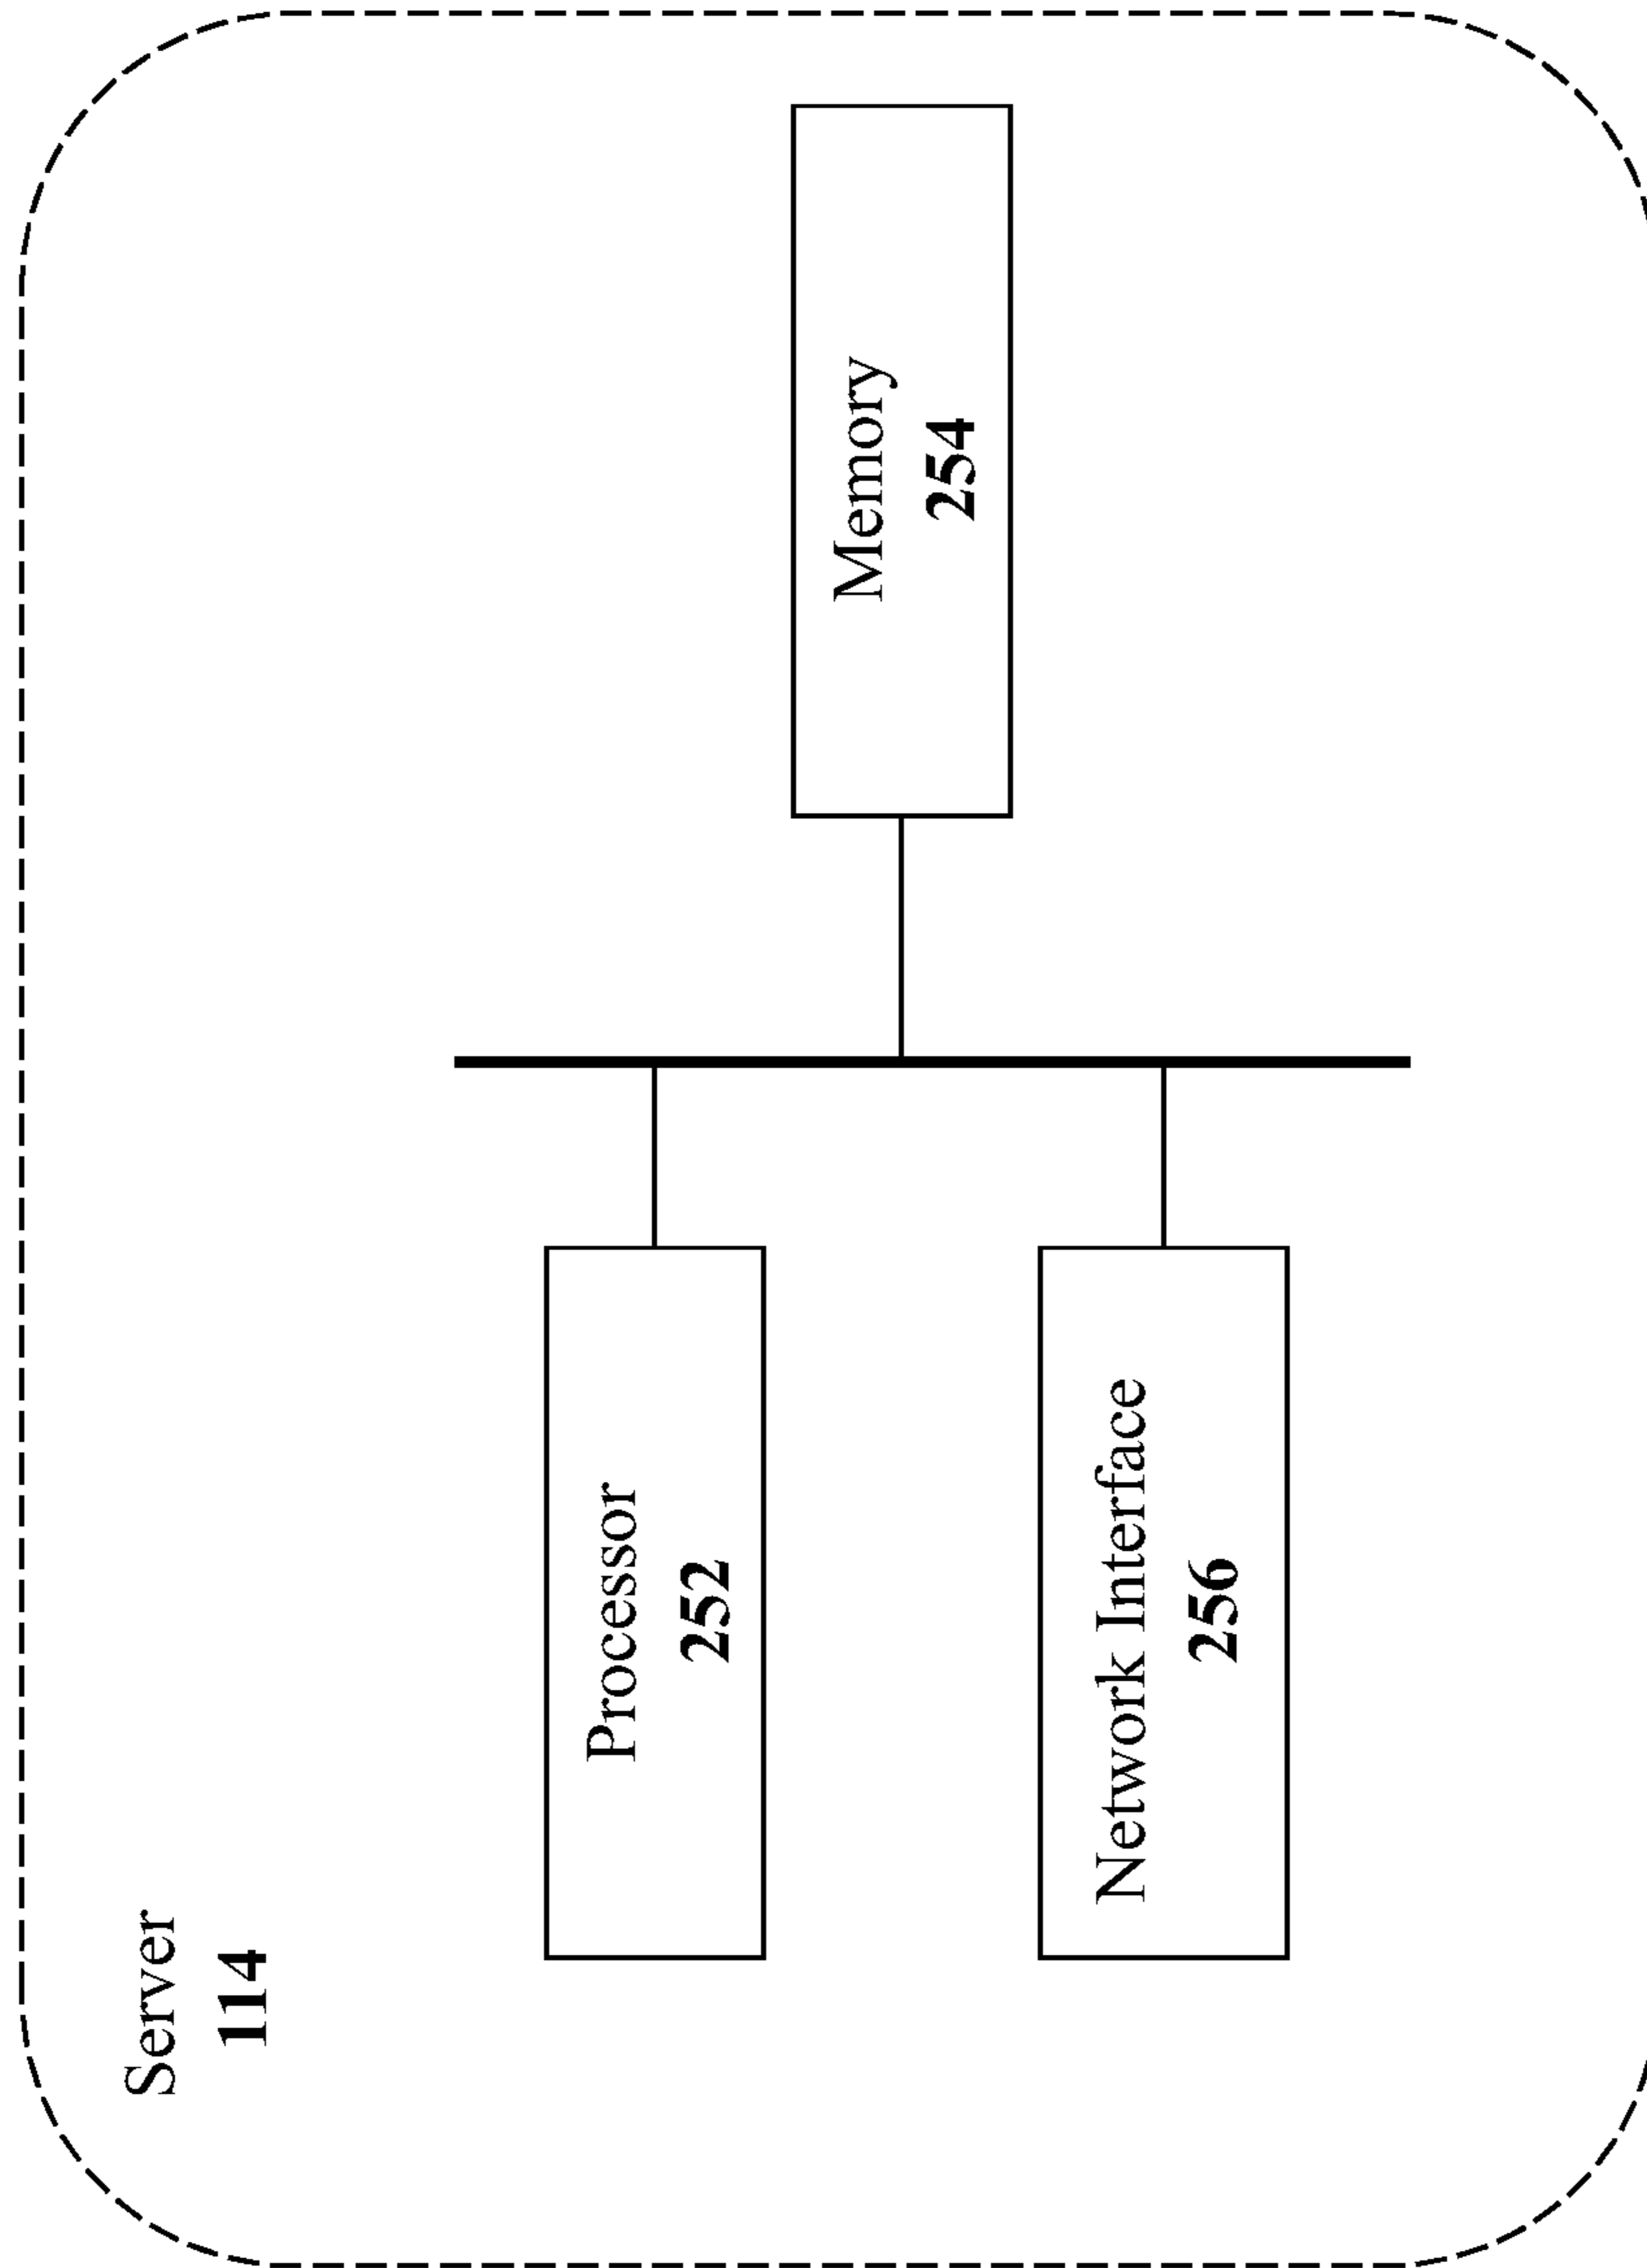 Server
114
Processor
252
Memory
254
Network Interface
256